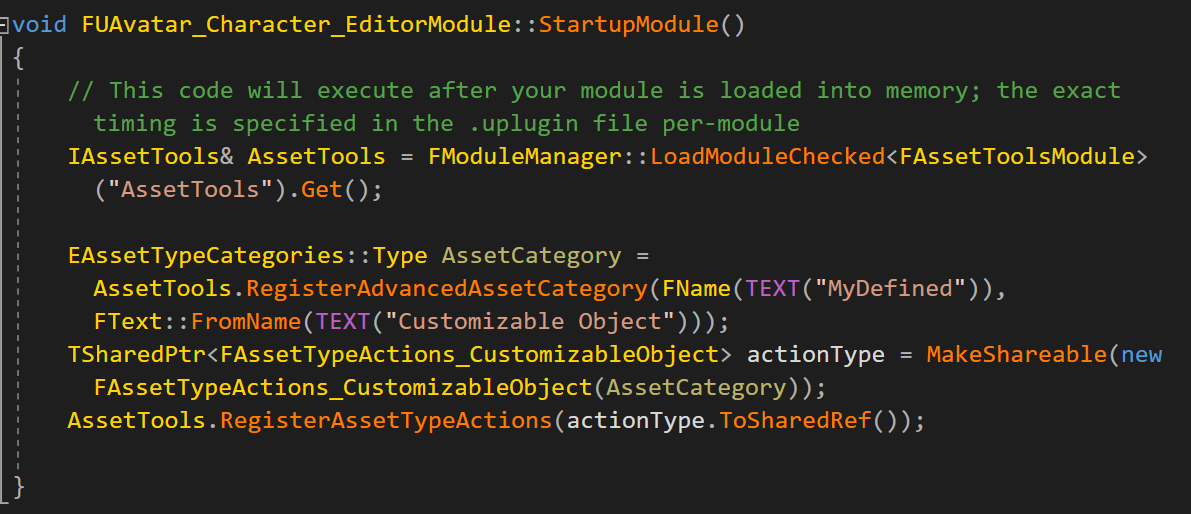 void FUAvatar_Character_EditorModule::StartupModule()
{
// This code will execute after your module is loaded into memory; the exact
timing is specified in the .uplugin file per-module
IAssetTools& AssetTools = FModuleManager::LoadModuleChecked<FAssetToolsModule>
("AssetTools").Get();
EAssetTypeCategories::Type AssetCategory =
AssetTools.RegisterAdvancedAssetCategory(FName(TEXT("MyDefined")),
FText::FromName(TEXT("Customizable Object")));
TSharedPtr<FAssetTypeActions_CustomizableObject> actionType = MakeShareable(new
FAssetTypeActions_CustomizableObject(AssetCategory));
AssetTools.RegisterAssetTypeActions(actionType.ToSharedRef());
}